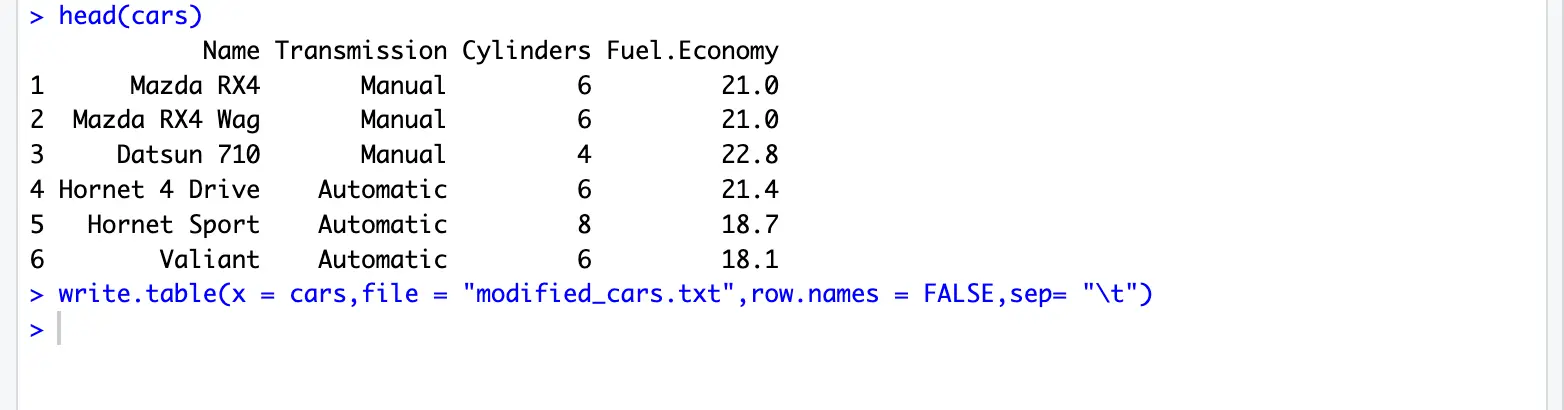 > head(cars)
Name Transmission Cylinders Fuel.Economy
1 Mazda RX4 Manual 6 21.0
2 Mazda RX4 Wag Manual 6 21.0
3 Datsun 710 Manual 4 22.8
4 Hornet 4 Drive Automatic 6 21.4
5 Hornet Sport Automatic 8 18.7
6 Valiant Automatic 6 18.1
> write.table(x = cars,file = "modified_cars.txt",row.names = FALSE,sep= "\t")
>